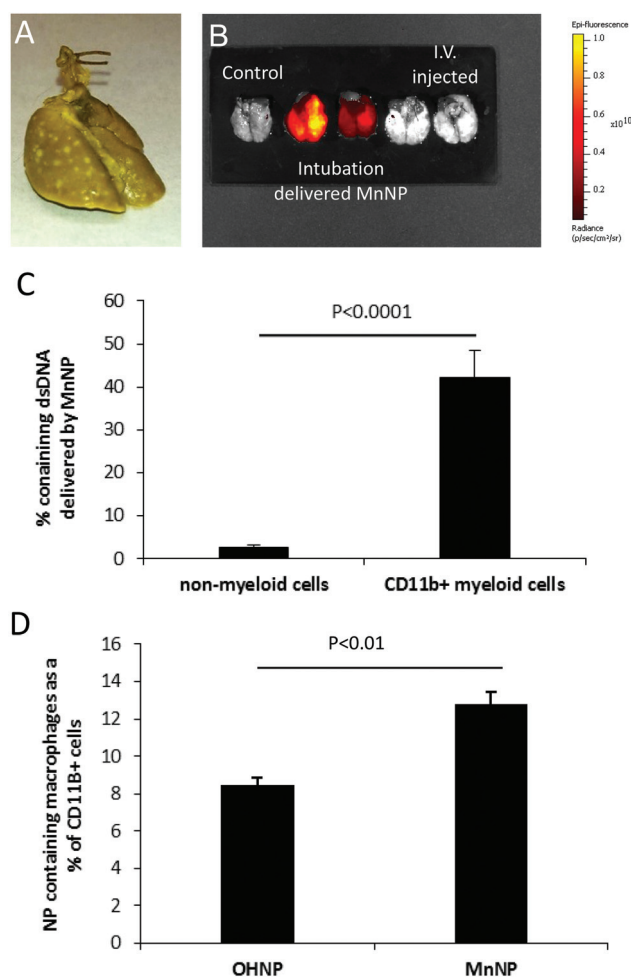 A
B
Control
I.V.
injected
Intubation
delivered MnNP
Epi-fluorescence
1.0
0.8
0.6
x10¹⁰
0.4
0.2
Radiance
(p/sec/cm²/sr)
C
% conaininng dsDNA
delivered by MnNP
60
50
40
30
20
10
0
P<0.0001
non-myeloid cells
CD11b+ myeloid cells
D
NP containing macrophages as a
% of CD11B+ cells
16
14
12
10
8
6
4
2
0
P<0.01
OHNP
MnNP